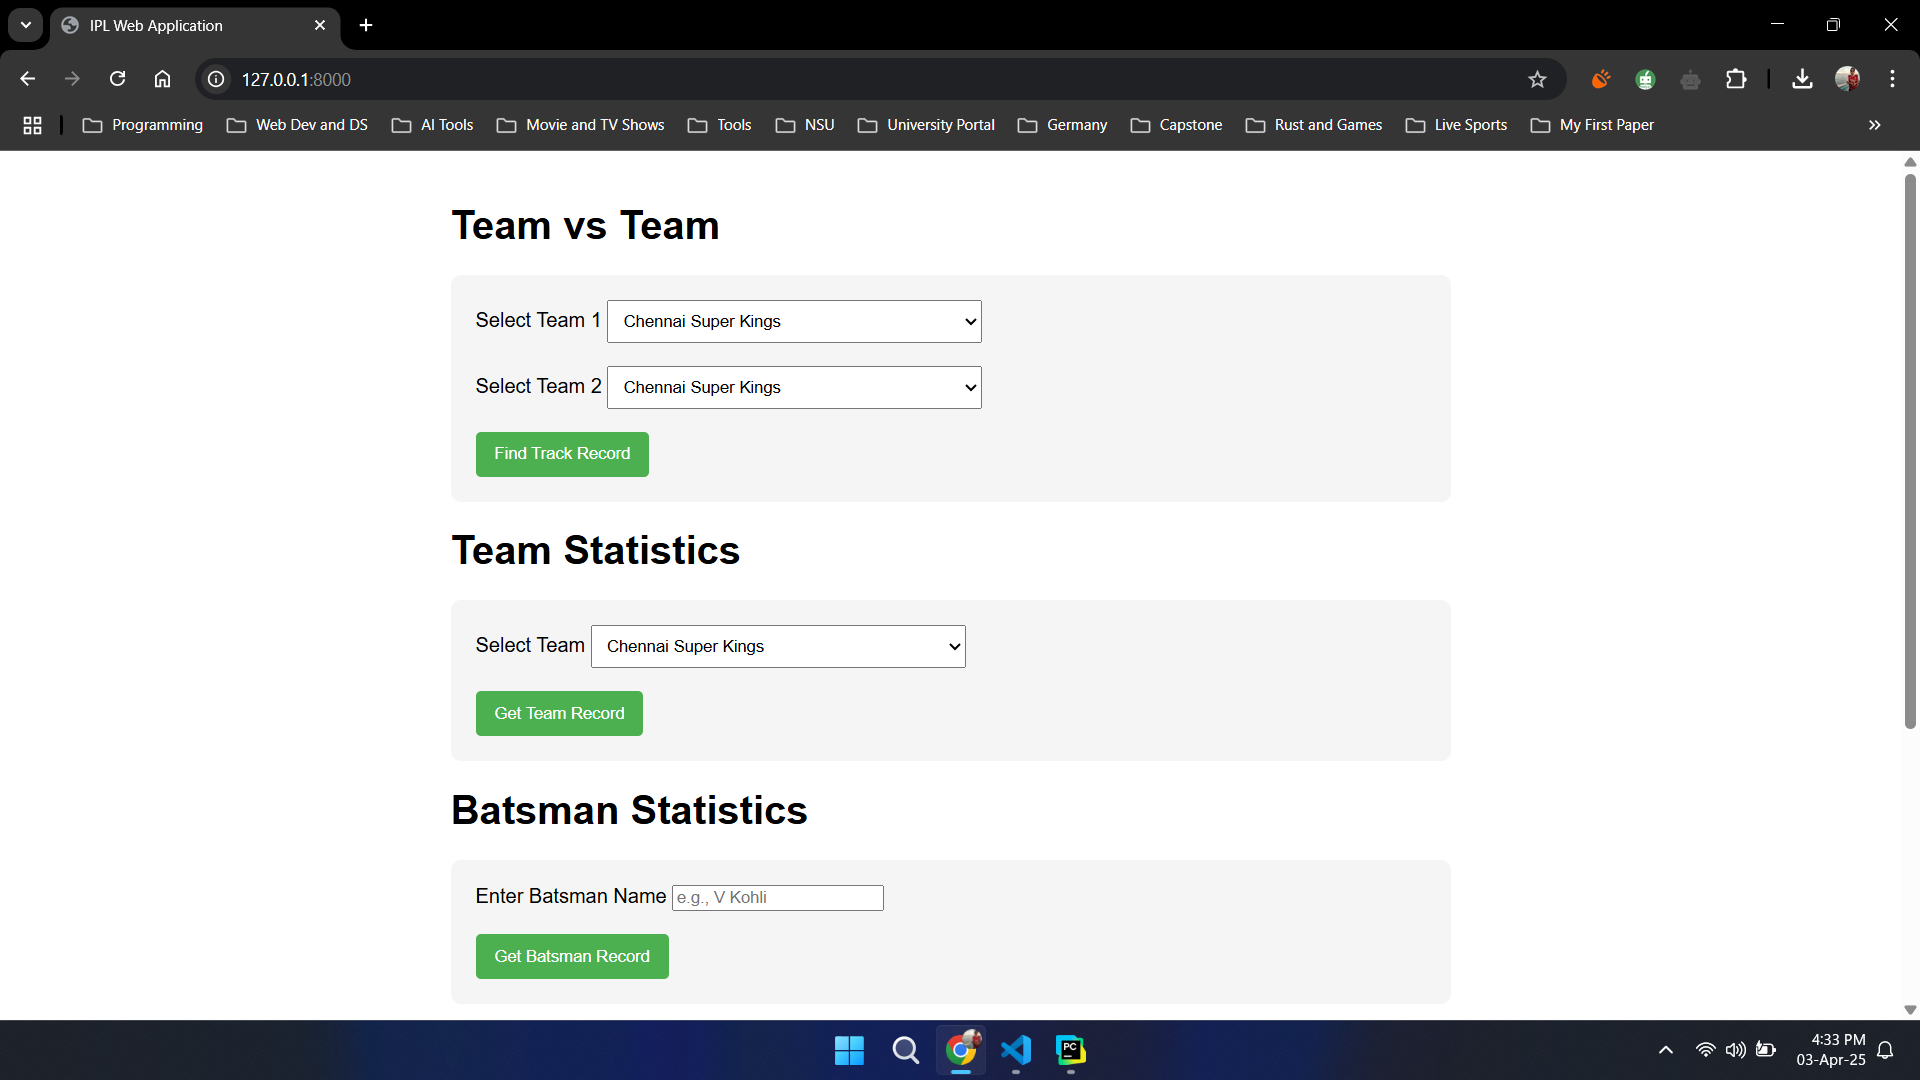 IPL Web Application
127.0.0.1:8000
Programming Web Dev and DS AI Tools Movie and TV Shows Tools NSU University Portal Germany Capstone Rust and Games Live Sports My First Paper
Team vs Team
Select Team 1 Chennai Super Kings
Select Team 2 Chennai Super Kings
Find Track Record
Team Statistics
Select Team Chennai Super Kings
Get Team Record
Batsman Statistics
Enter Batsman Name e.g., V Kohli
Get Batsman Record
PC
4:33 PM
03-Apr-25